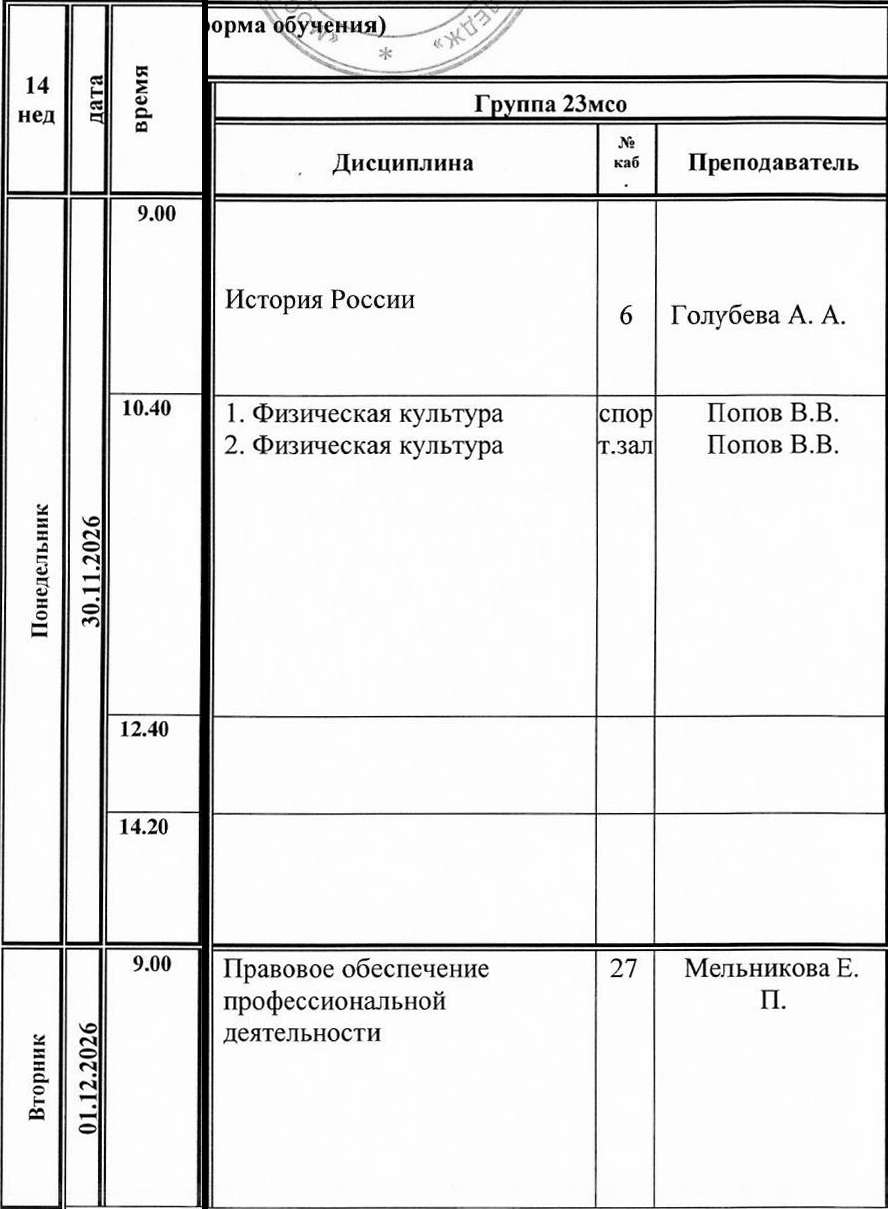 орма обучения)
14
нед
дата
время
Группа 23мсо
Дисциплина
№
каб
.
Преподаватель
Понедельник
30.11.2026
9.00
История России
6
Голубева А. А.
10.40
1. Физическая культура
2. Физическая культура
спор
т.зал
Попов В.В.
Попов В.В.
12.40
14.20
Вторник
01.12.2026
9.00
Правовое обеспечение
профессиональной
деятельности
27
Мельникова Е.
П.